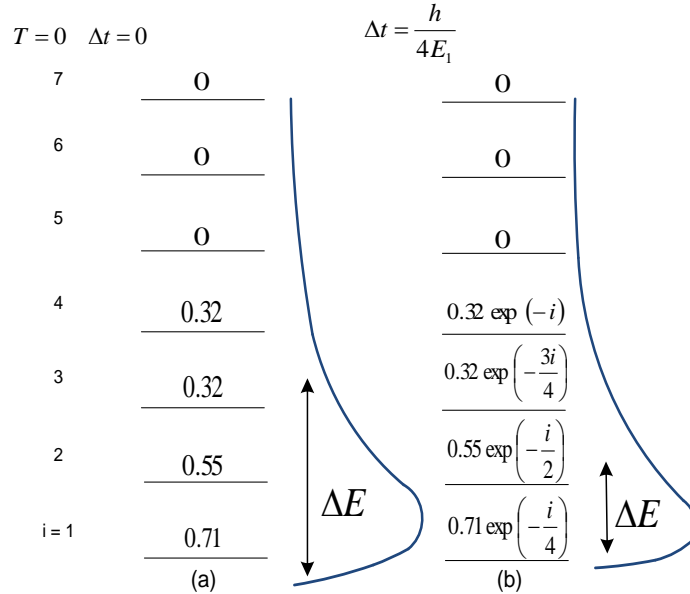 T = 0 Δt = 0
Δt = h / 4E₁
7 0 0
6 0 0
5 0 0
4 0.32 0.32 exp (−i)
3 0.32 0.32 exp (−3i/4)
2 0.55 0.55 exp (−i/2)
ΔE ΔE
i = 1 0.71 0.71 exp (−i/4)
(a) (b)